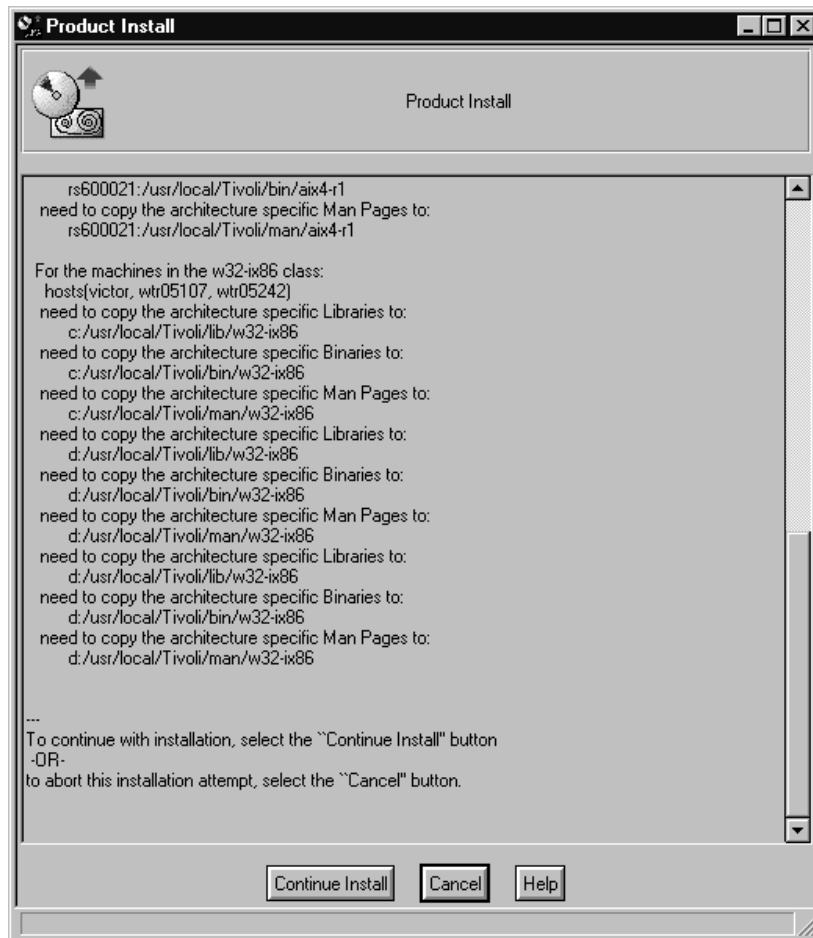 Product Install
Product Install
rs600021:/usr/local/Tivoli/bin/aix4-r1
need to copy the architecture specific Man Pages to:
rs600021:/usr/local/Tivoli/man/aix4-r1
For the machines in the w32-ix86 class:
hosts(victor, wtr05107, wtr05242)
need to copy the architecture specific Libraries to:
c:/usr/local/Tivoli/lib/w32-ix86
need to copy the architecture specific Binaries to:
c:/usr/local/Tivoli/bin/w32-ix86
need to copy the architecture specific Man Pages to:
c:/usr/local/Tivoli/man/w32-ix86
need to copy the architecture specific Libraries to:
d:/usr/local/Tivoli/lib/w32-ix86
need to copy the architecture specific Binaries to:
d:/usr/local/Tivoli/bin/w32-ix86
need to copy the architecture specific Man Pages to:
d:/usr/local/Tivoli/man/w32-ix86
need to copy the architecture specific Libraries to:
d:/usr/local/Tivoli/lib/w32-ix86
need to copy the architecture specific Binaries to:
d:/usr/local/Tivoli/bin/w32-ix86
need to copy the architecture specific Man Pages to:
d:/usr/local/Tivoli/man/w32-ix86
---
To continue with installation, select the ``Continue Install'' button
-OR-
to abort this installation attempt, select the ``Cancel'' button.
Continue Install Cancel Help